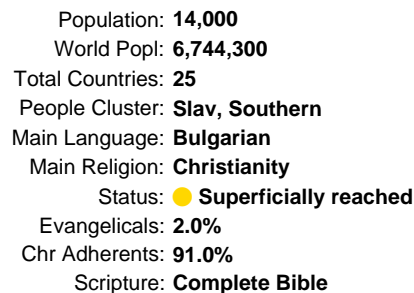 Population: 14,000
World Popl: 6,744,300
Total Countries: 25
People Cluster: Slav, Southern
Main Language: Bulgarian
Main Religion: Christianity
Status: Superficially reached
Evangelicals: 2.0%
Chr Adherents: 91.0%
Scripture: Complete Bible